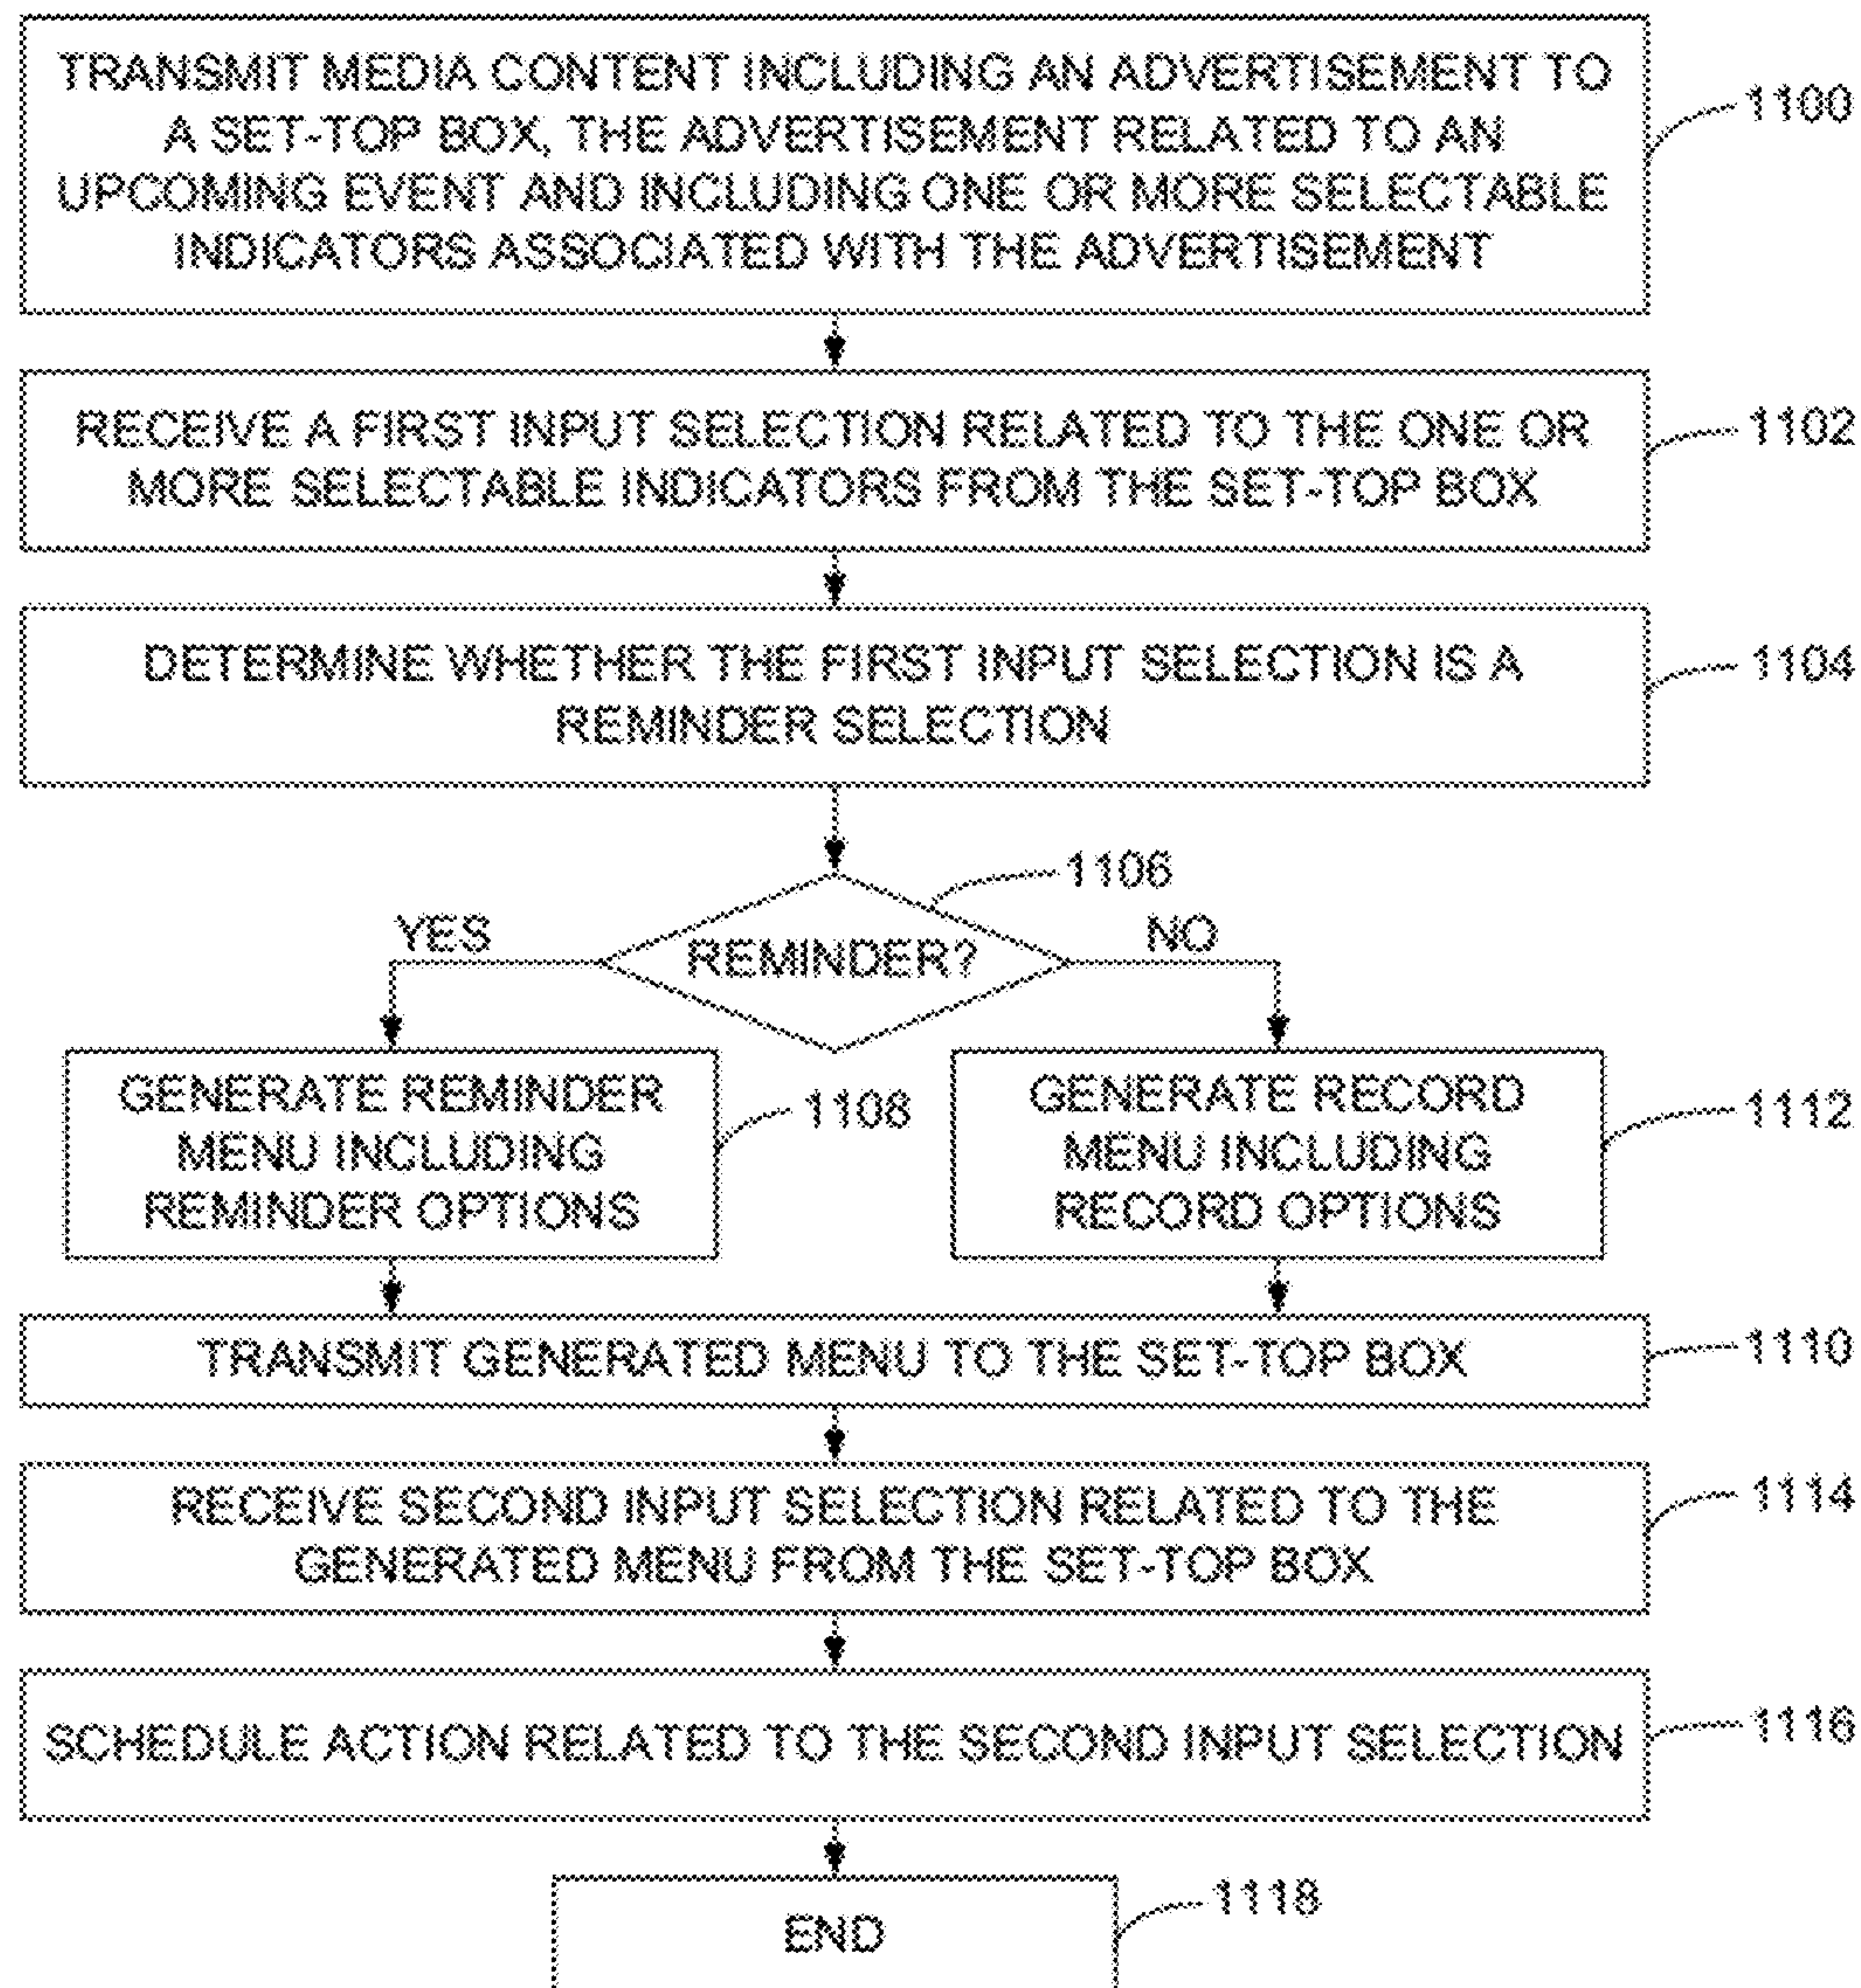 TRANSMIT MEDIA CONTENT INCLUDING AN ADVERTISEMENT TO
A SET-TOP BOX, THE ADVERTISEMENT RELATED TO AN
UPCOMING EVENT AND INCLUDING ONE OR MORE SELECTABLE
INDICATORS ASSOCIATED WITH THE ADVERTISEMENT
1100
RECEIVE A FIRST INPUT SELECTION RELATED TO THE ONE OR
MORE SELECTABLE INDICATORS FROM THE SET-TOP BOX
1102
DETERMINE WHETHER THE FIRST INPUT SELECTION IS A
REMINDER SELECTION
1104
1106
YES
REMINDER?
NO
GENERATE REMINDER
MENU INCLUDING
REMINDER OPTIONS
1108
GENERATE RECORD
MENU INCLUDING
RECORD OPTIONS
1112
TRANSMIT GENERATED MENU TO THE SET-TOP BOX
1110
RECEIVE SECOND INPUT SELECTION RELATED TO THE
GENERATED MENU FROM THE SET-TOP BOX
1114
SCHEDULE ACTION RELATED TO THE SECOND INPUT SELECTION
1116
END
1118